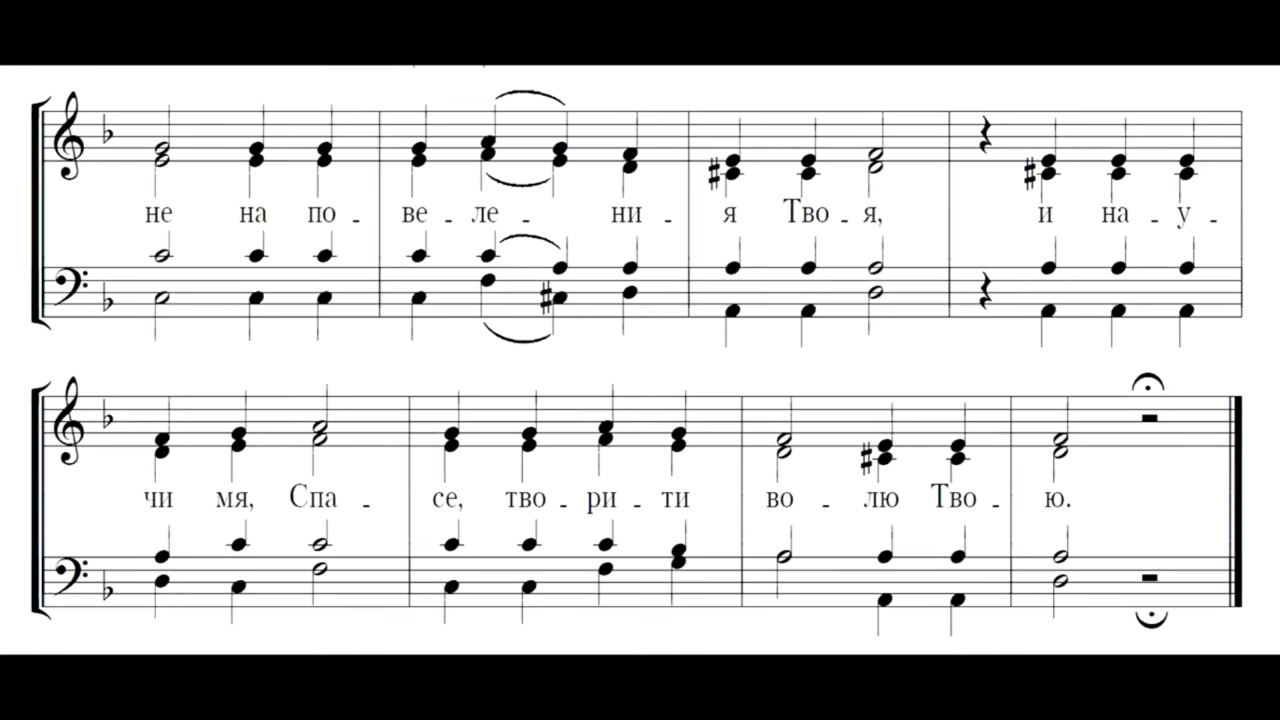 не на по - ве - ле - ни - я Тво - я, и на - у -
чи мя, Спа - се, тво - ри - ти во - лю Тво - ю.